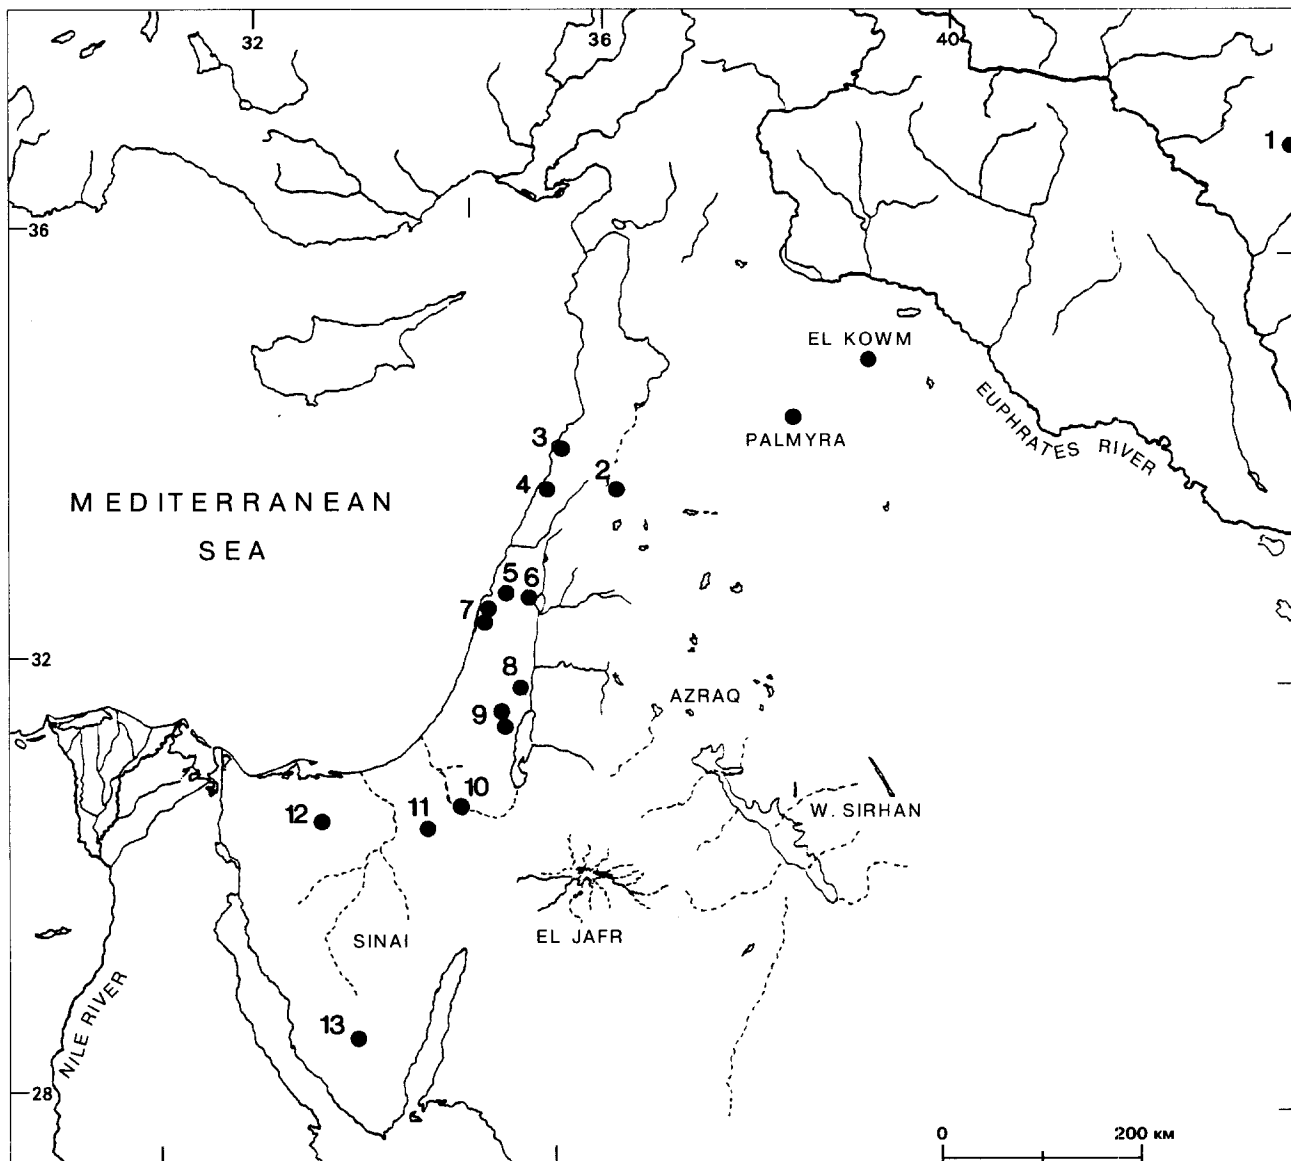 32
36
40
1
36
EL KOWM
PALMYRA
EUPHRATES RIVER
3
2
4
MEDITERRANEAN
SEA
5
6
7
32
8
AZRAQ
9
10
11
12
W. SIRHAN
SINAI
EL JAFR
NILE RIVER
13
28
0
200 KM